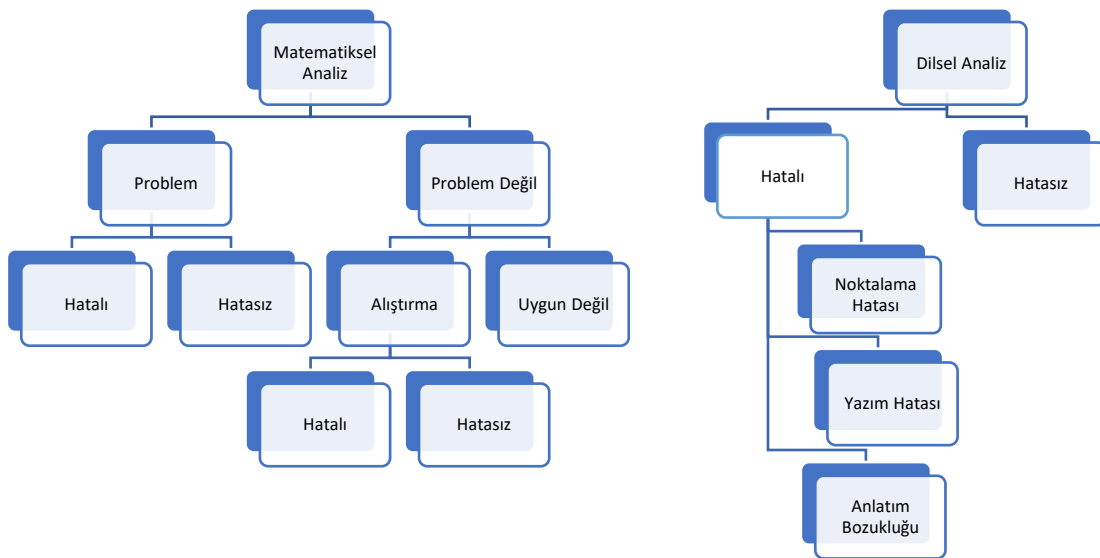 Matematiksel
Analiz
Problem
Problem Değil
Hatalı
Hatasız
Alıştırma
Uygun Değil
Hatalı
Hatasız
Dilsel Analiz
Hatalı
Hatasız
Noktalama
Hatası
Yazım Hatası
Anlatım
Bozukluğu